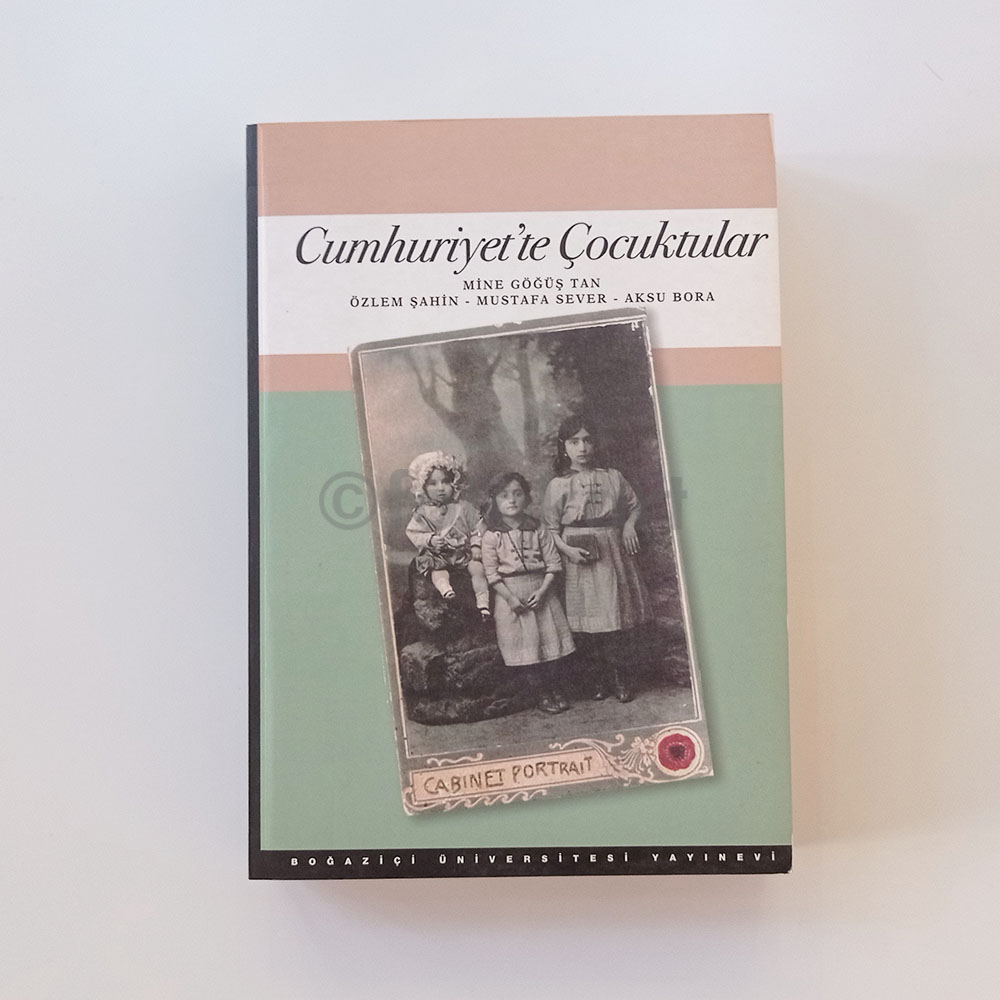 Cumhuriyet'te Çocuktular
MİNE GÖĞÜŞ TAN
ÖZLEM ŞAHİN - MUSTAFA SEVER - AKSU BORA
©
CABINET PORTRAIT
BOĞAZİÇİ ÜNİVERSİTESİ YAYINEVİ